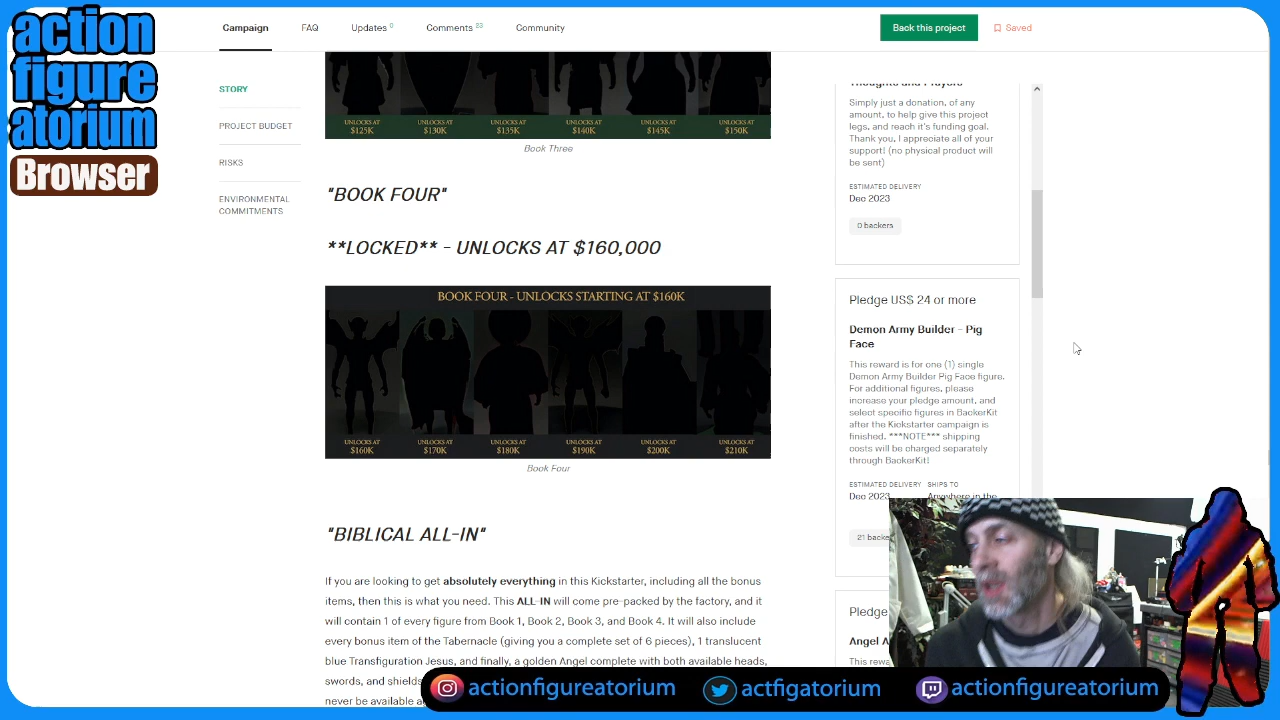 action
figure
atorium
Browser
Campaign FAQ Updates 0 Comments 23 Community
Back this project Saved
STORY
PROJECT BUDGET
RISKS
ENVIRONMENTAL
COMMITMENTS
UNLOCKS AT UNLOCKS AT UNLOCKS AT UNLOCKS AT UNLOCKS AT UNLOCKS AT
$125K $130K $135K $140K $145K $150K
Book Three
"BOOK FOUR"
**LOCKED** - UNLOCKS AT $160,000
BOOK FOUR - UNLOCKS STARTING AT $160K
UNLOCKS AT UNLOCKS AT UNLOCKS AT UNLOCKS AT UNLOCKS AT UNLOCKS AT
$160K $170K $180K $190K $200K $210K
Book Four
"BIBLICAL ALL-IN"
If you are looking to get absolutely everything in this Kickstarter, including all the bonus
items, then this is what you need. This ALL-IN will come pre-packed by the factory, and it
will contain 1 of every figure from Book 1, Book 2, Book 3, and Book 4. It will also include
every bonus item of the Tabernacle (giving you a complete set of 6 pieces), 1 translucent
blue Transfiguration Jesus, and finally, a golden Angel complete with both available heads,
swords, and shields
never be available
Simply just a donation, of any
amount, to help give this project
legs, and reach it's funding goal.
Thank you, I appreciate all of your
support! (no physical product will
be sent)
ESTIMATED DELIVERY
Dec 2023
0 backers
Pledge US$ 24 or more
Demon Army Builder - Pig
Face
This reward is for one (1) single
Demon Army Builder Pig Face figure.
For additional figures, please
increase your pledge amount, and
select specific figures in BackerKit
after the Kickstarter campaign is
finished. ***NOTE*** shipping
costs will be charged separately
through BackerKit!
ESTIMATED DELIVERY SHIPS TO
Dec 2023 Anywhere in the
21
Pledge
Angel
This
actionfigureatorium actfigatorium actionfigureatorium